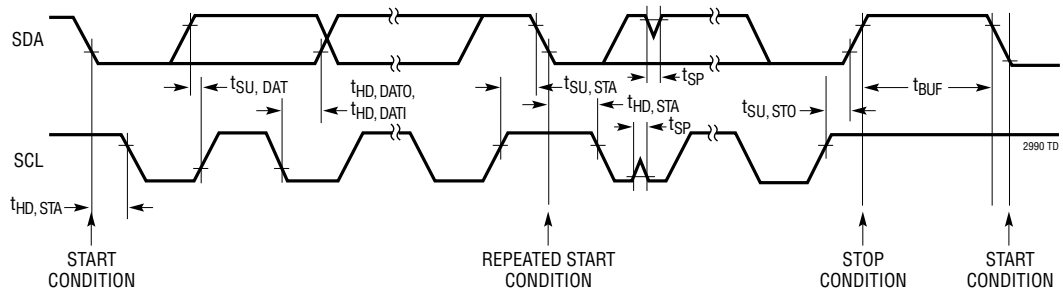 SDA
tSU, DAT
tHD, DATO,
tHD, DATI
tSU, STA
tHD, STA
tSP
tSP
tSU, STO
tBUF
SCL
2990 TD
tHD, STA
START
CONDITION
REPEATED START
CONDITION
STOP
CONDITION
START
CONDITION